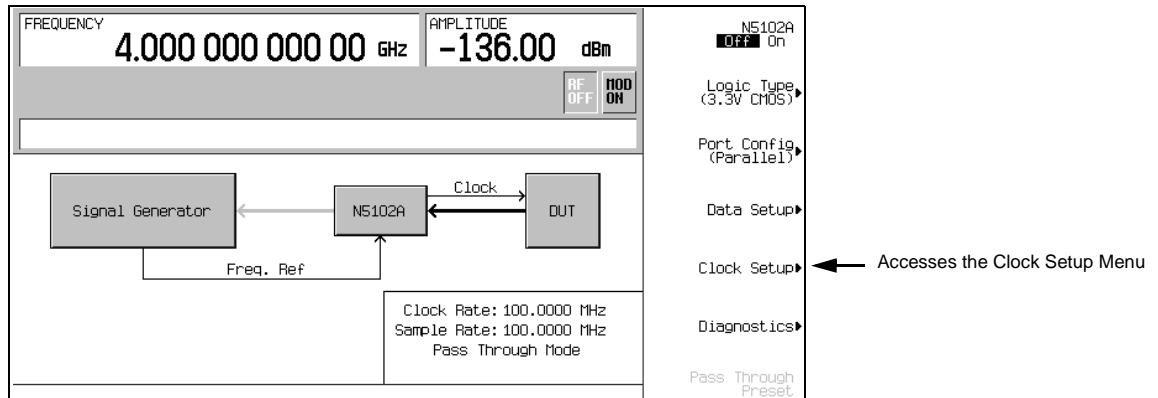 FREQUENCY
4.000 000 000 00 GHz
AMPLITUDE
-136.00 dBm
RF OFF
MOD ON
Signal Generator
N5102A
Clock
DUT
Freq. Ref
Clock Rate: 100.0000 MHz
Sample Rate: 100.0000 MHz
Pass Through Mode
N5102A
Off On
Logic Type
(3.3V CMOS)
Port Config
(Parallel)
Data Setup
Clock Setup
Accesses the Clock Setup Menu
Diagnostics
Pass Through
Preset